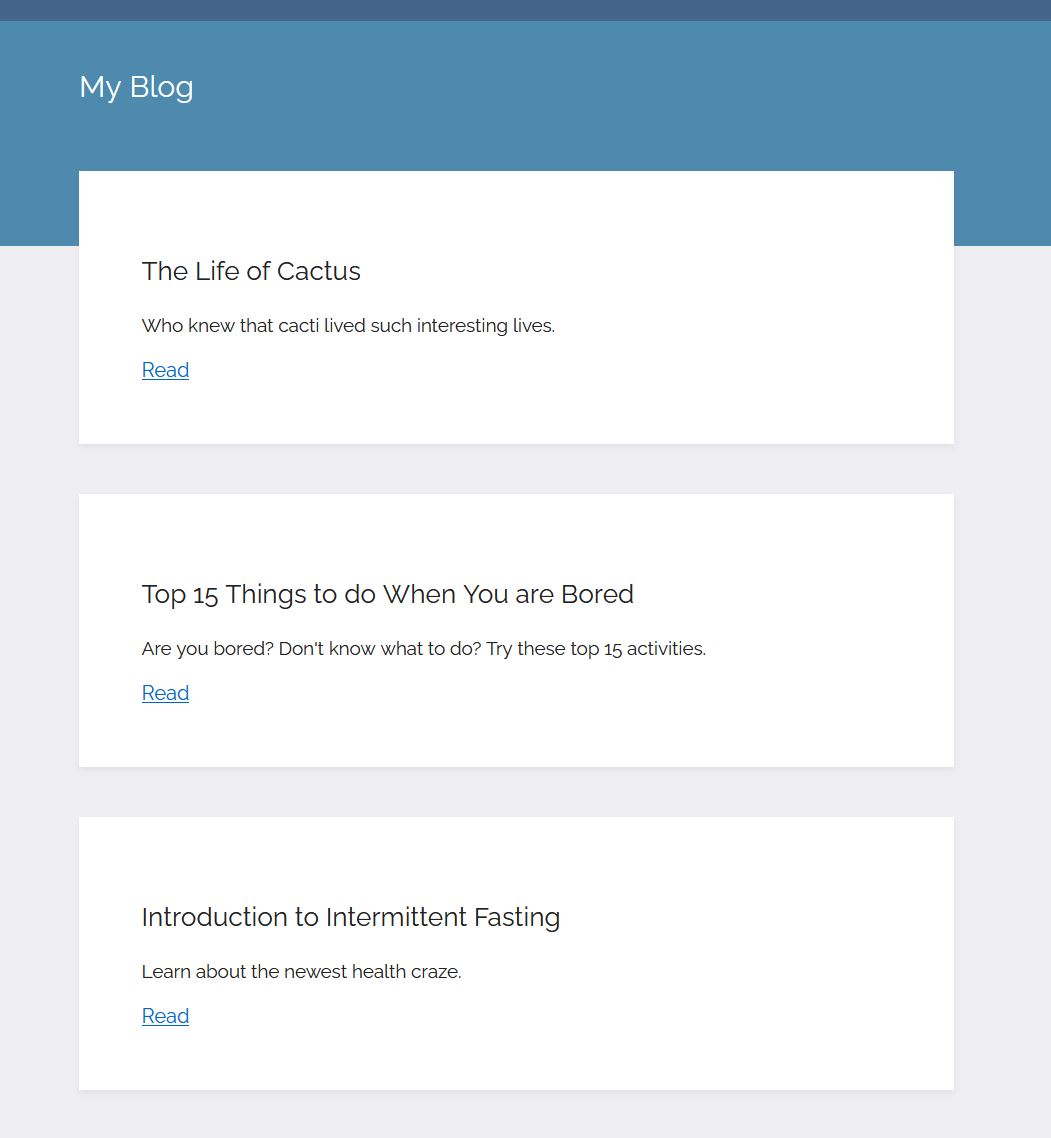 My Blog
The Life of Cactus
Who knew that cacti lived such interesting lives.
Read
Top 15 Things to do When You are Bored
Are you bored? Don't know what to do? Try these top 15 activities.
Read
Introduction to Intermittent Fasting
Learn about the newest health craze.
Read